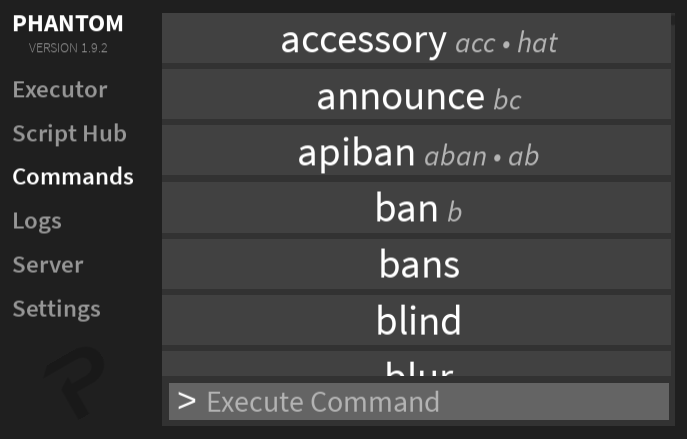 PHANTOM
VERSION 1.9.2
Executor
Script Hub
Commands
Logs
Server
Settings
accessory acc • hat
announce bc
apiban aban • ab
ban b
bans
blind
blur
> Execute Command